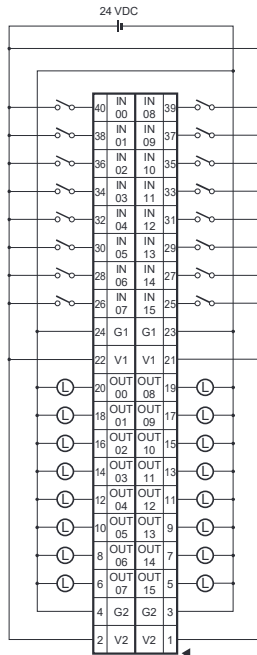 24 VDC
40 IN 00 IN 08 39
38 IN 01 IN 09 37
36 IN 02 IN 10 35
34 IN 03 IN 11 33
32 IN 04 IN 12 31
30 IN 05 IN 13 29
28 IN 06 IN 14 27
26 IN 07 IN 15 25
24 G1 G1 23
22 V1 V1 21
L 20 OUT 00 OUT 08 19 L
L 18 OUT 01 OUT 09 17 L
L 16 OUT 02 OUT 10 15 L
L 14 OUT 03 OUT 11 13 L
L 12 OUT 04 OUT 12 11 L
L 10 OUT 05 OUT 13 9 L
L 8 OUT 06 OUT 14 7 L
L 6 OUT 07 OUT 15 5 L
4 G2 G2 3
2 V2 V2 1